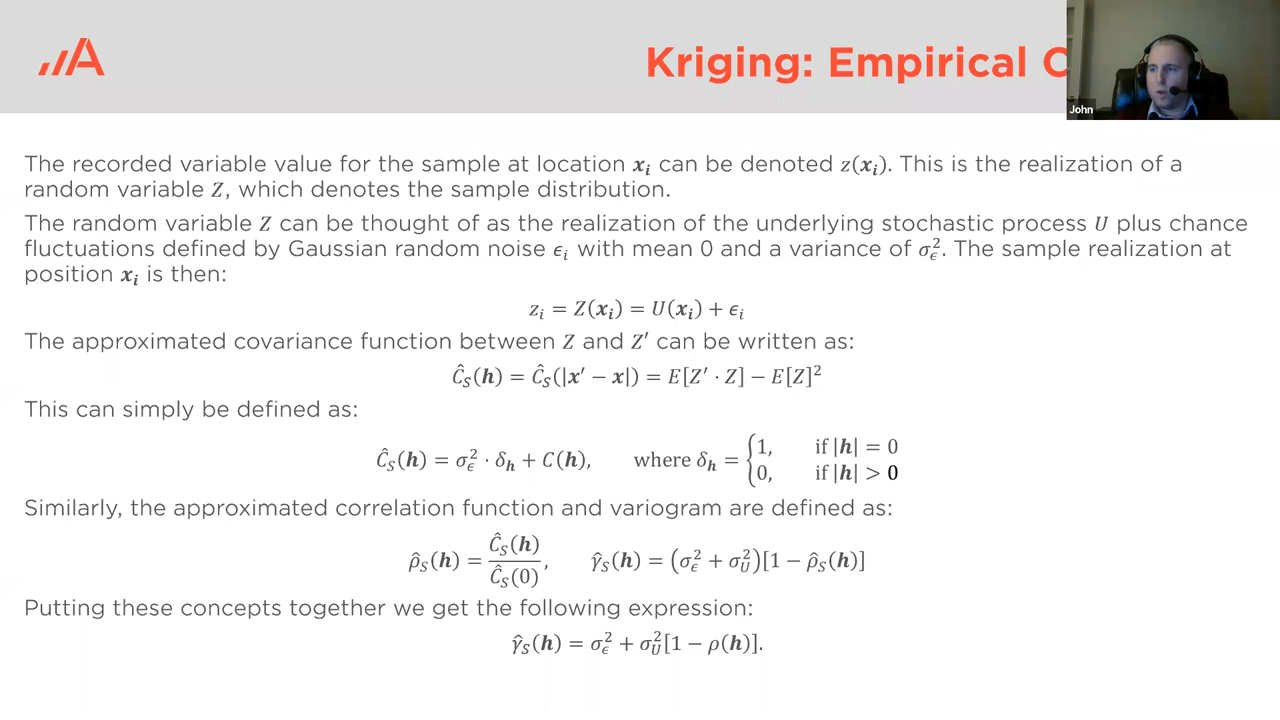 Kriging: Empirical C
John
The recorded variable value for the sample at location 𝒙ᵢ can be denoted z(𝒙ᵢ). This is the realization of a
random variable Z, which denotes the sample distribution.
The random variable Z can be thought of as the realization of the underlying stochastic process U plus chance
fluctuations defined by Gaussian random noise ϵᵢ with mean 0 and a variance of σ_ϵ². The sample realization at
position 𝒙ᵢ is then:
zᵢ = Z(𝒙ᵢ) = U(𝒙ᵢ) + ϵᵢ
The approximated covariance function between Z and Z′ can be written as:
Ĉ_S(𝒉) = Ĉ_S(|𝒙′ − 𝒙|) = E[Z′ · Z] − E[Z]²
This can simply be defined as:
Ĉ_S(𝒉) = σ_ϵ² · δ_𝒉 + C(𝒉), where δ_𝒉 = {1, if |𝒉| = 0
0, if |𝒉| > 0
Similarly, the approximated correlation function and variogram are defined as:
ρ̂_S(𝒉) = Ĉ_S(𝒉) / Ĉ_S(0), γ̂_S(𝒉) = (σ_ϵ² + σ_U²)[1 − ρ̂_S(𝒉)]
Putting these concepts together we get the following expression:
γ̂_S(𝒉) = σ_ϵ² + σ_U²[1 − ρ(𝒉)].